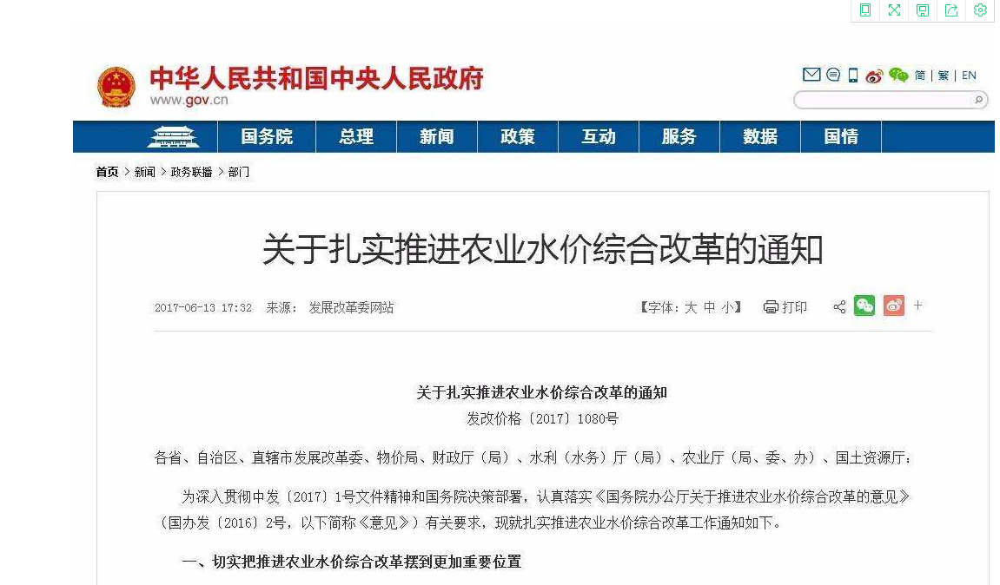 中华人民共和国中央人民政府
www.gov.cn
简 | 繁 | EN
国务院 总理 新闻 政策 互动 服务 数据 国情
首页 > 新闻 > 政务联播 > 部门
关于扎实推进农业水价综合改革的通知
2017-06-13 17:32 来源： 发展改革委网站
【字体：大 中 小】 打印
关于扎实推进农业水价综合改革的通知
发改价格〔2017〕1080号
各省、自治区、直辖市发展改革委、物价局、财政厅（局）、水利（水务）厅（局）、农业厅（局、委、办）、国土资源厅：
为深入贯彻中发〔2017〕1号文件精神和国务院决策部署，认真落实《国务院办公厅关于推进农业水价综合改革的意见》
（国办发〔2016〕2号，以下简称《意见》）有关要求，现就扎实推进农业水价综合改革工作通知如下。
一、切实把推进农业水价综合改革摆到更加重要位置